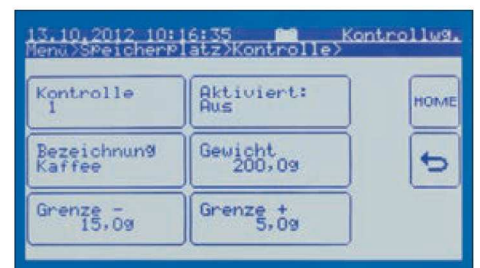 13.10.2012 10:16:35 Kontrollwg.
Menü>Speicherplatz>Kontrolle>
Kontrolle
1
Aktiviert:
Aus
HOME
Bezeichnung
Kaffee
Gewicht
200,0g
Grenze -
15,0g
Grenze +
5,0g